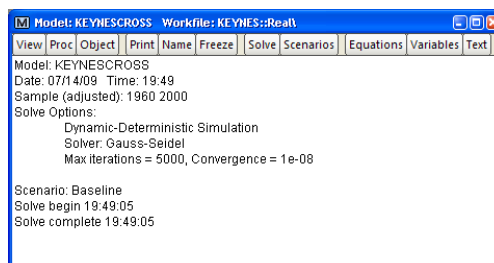 Model: KEYNESCROSS Workfile: KEYNES::Real\
View Proc Object Print Name Freeze Solve Scenarios Equations Variables Text
Model: KEYNESCROSS
Date: 07/14/09 Time: 19:49
Sample (adjusted): 1960 2000
Solve Options:
Dynamic-Deterministic Simulation
Solver: Gauss-Seidel
Max iterations = 5000, Convergence = 1e-08
Scenario: Baseline
Solve begin 19:49:05
Solve complete 19:49:05